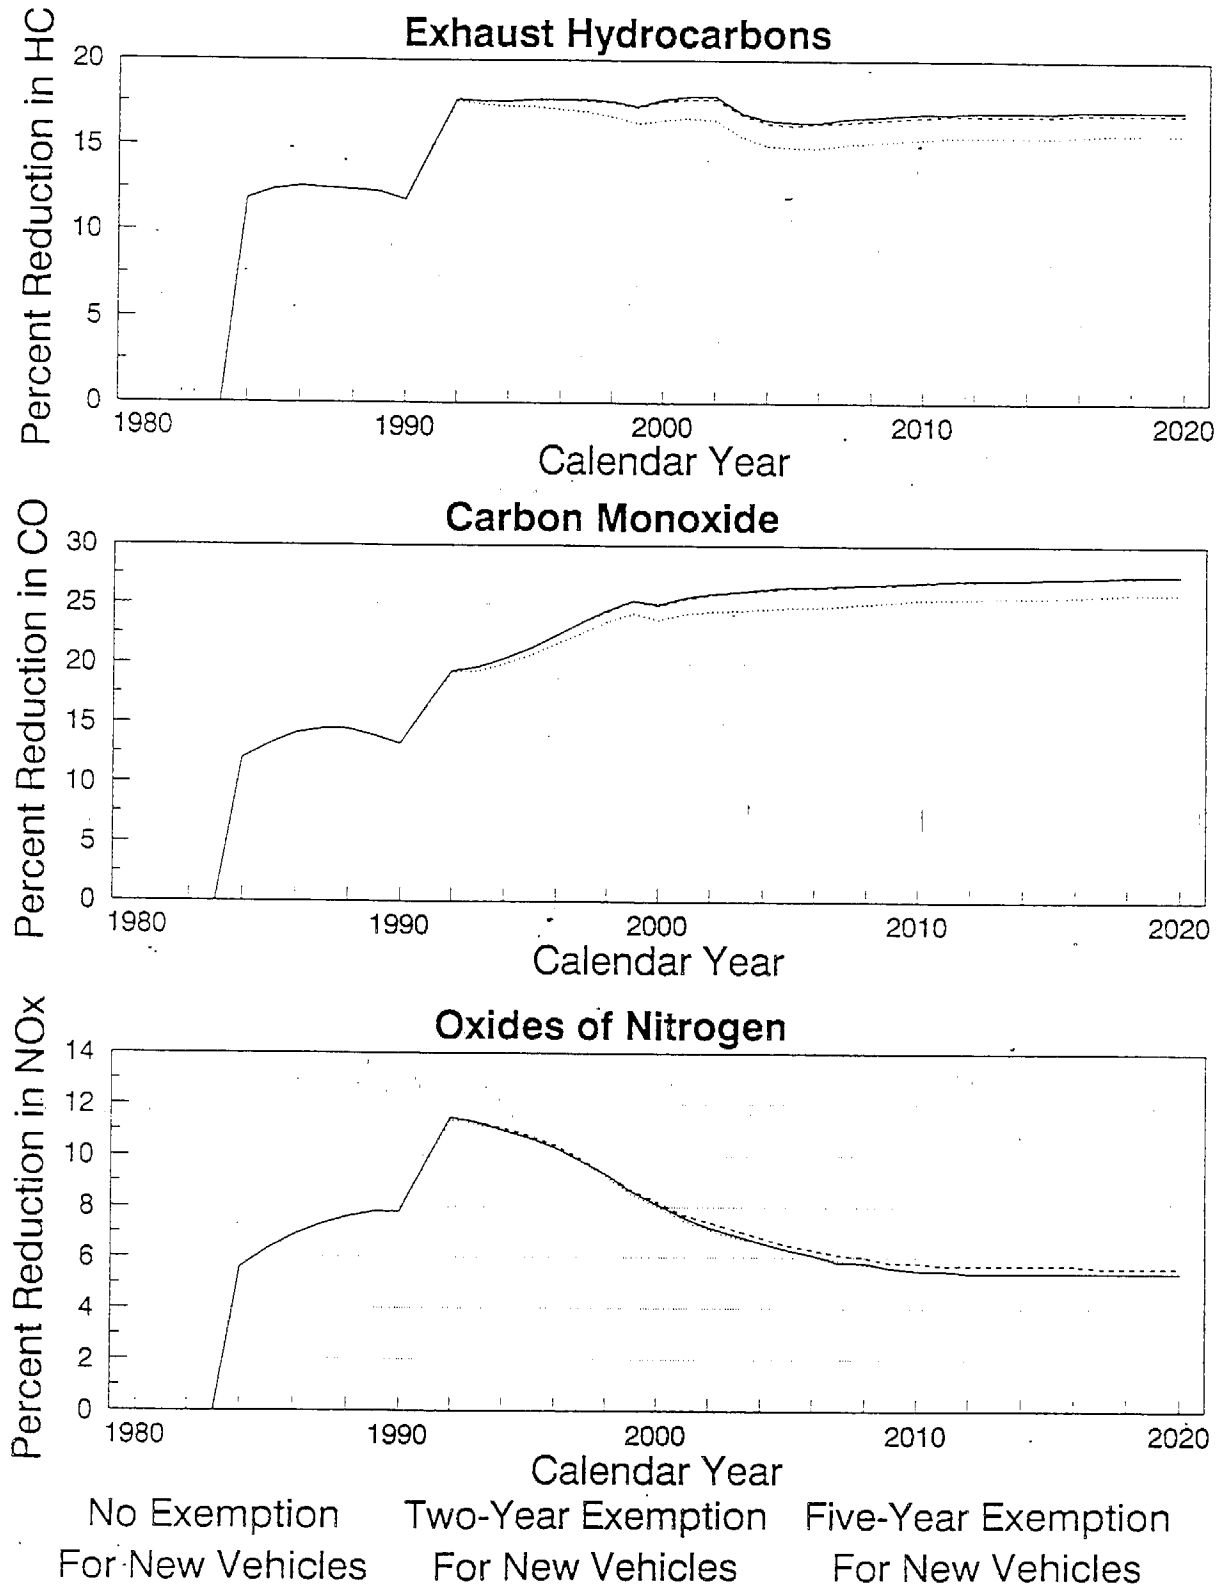 Exhaust Hydrocarbons
Percent Reduction in HC
20
15
10
5
0
1980 1990 2000 2010 2020
Calendar Year
Carbon Monoxide
Percent Reduction in CO
30
25
20
15
10
5
0
1980 1990 2000 2010 2020
Calendar Year
Oxides of Nitrogen
Percent Reduction in NOx
14
12
10
8
6
4
2
0
1980 1990 2000 2010 2020
Calendar Year
No Exemption Two-Year Exemption Five-Year Exemption
For New Vehicles For New Vehicles For New Vehicles